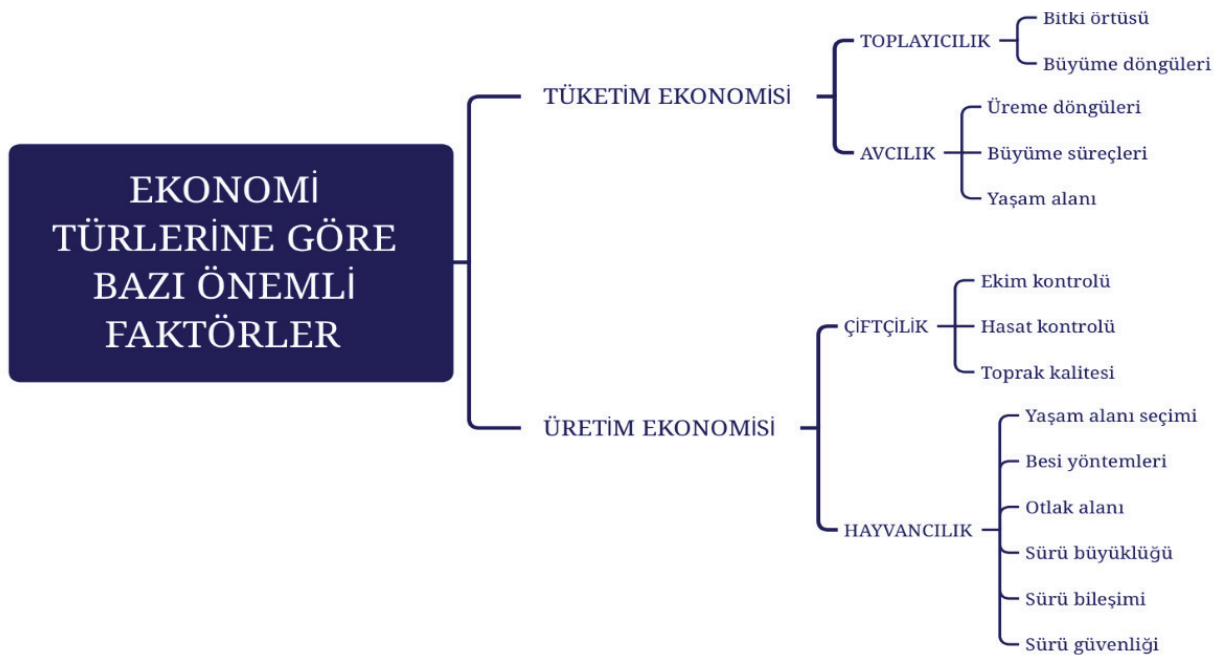 EKONOMİ
TÜRLERİNE GÖRE
BAZI ÖNEMLİ
FAKTÖRLER
TÜKETİM EKONOMİSİ
TOPLAYICILIK
Bitki örtüsü
Büyüme döngüleri
AVCILIK
Üreme döngüleri
Büyüme süreçleri
Yaşam alanı
ÜRETİM EKONOMİSİ
ÇİFTÇİLİK
Ekim kontrolü
Hasat kontrolü
Toprak kalitesi
HAYVANCILIK
Yaşam alanı seçimi
Besi yöntemleri
Otlak alanı
Sürü büyüklüğü
Sürü bileşimi
Sürü güvenliği